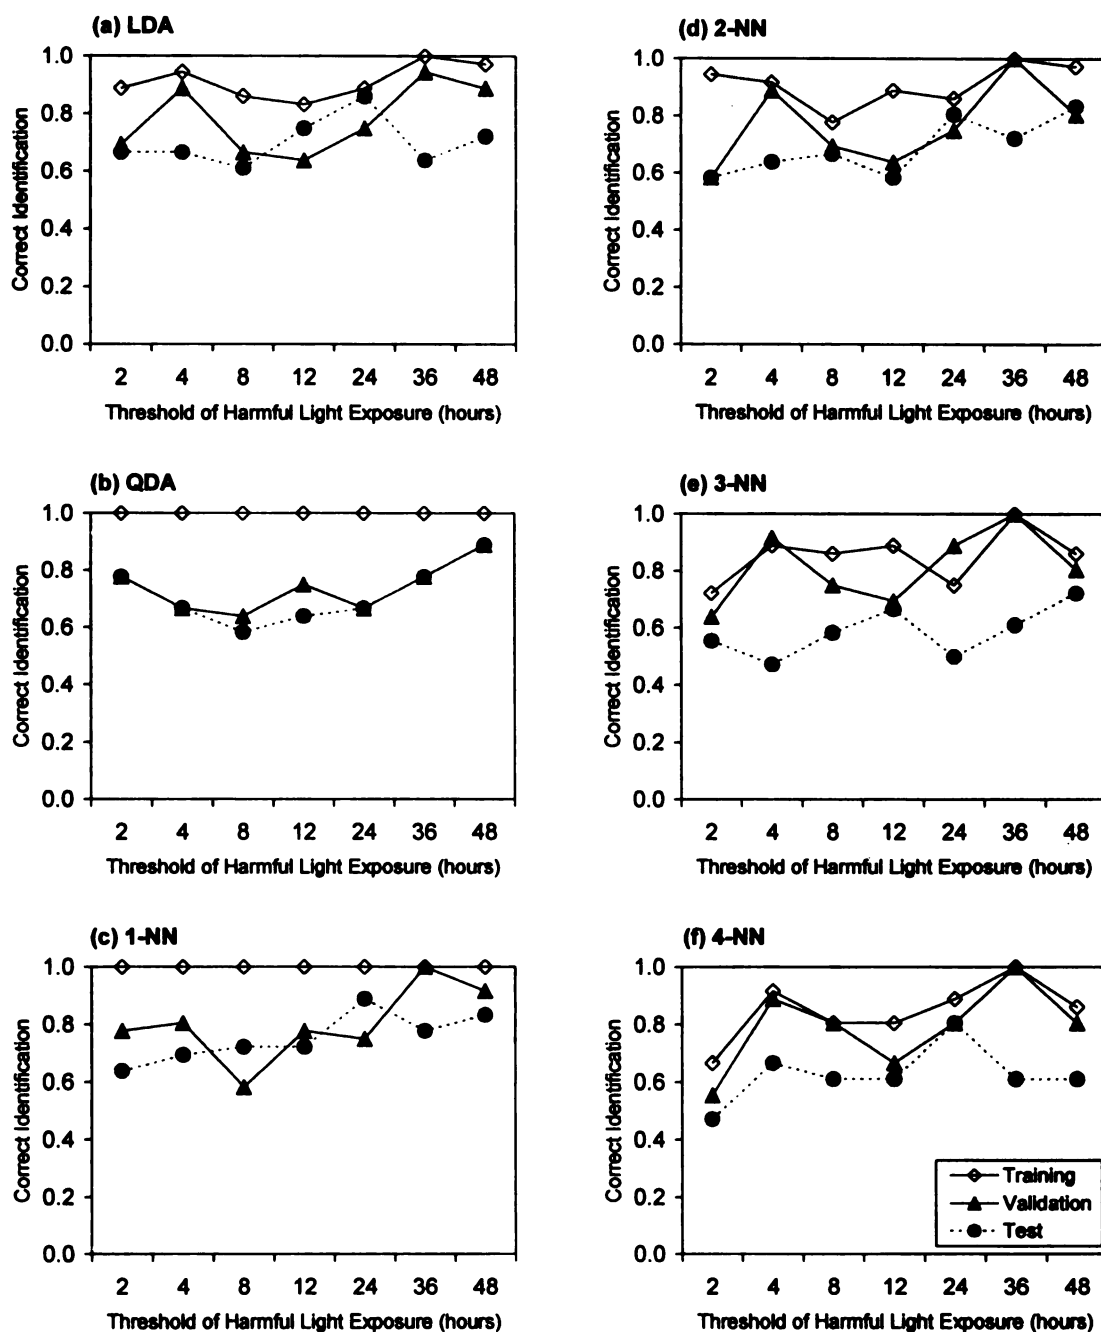 (a) LDA
1.0
0.8
0.6
0.4
0.2
0.0
Correct Identification
2 4 8 12 24 36 48
Threshold of Harmful Light Exposure (hours)
(d) 2-NN
1.0
0.8
0.6
0.4
0.2
0.0
Correct Identification
2 4 8 12 24 36 48
Threshold of Harmful Light Exposure (hours)
(b) QDA
1.0
0.8
0.6
0.4
0.2
0.0
Correct Identification
2 4 8 12 24 36 48
Threshold of Harmful Light Exposure (hours)
(e) 3-NN
1.0
0.8
0.6
0.4
0.2
0.0
Correct Identification
2 4 8 12 24 36 48
Threshold of Harmful Light Exposure (hours)
(c) 1-NN
1.0
0.8
0.6
0.4
0.2
0.0
Correct Identification
2 4 8 12 24 36 48
Threshold of Harmful Light Exposure (hours)
(f) 4-NN
1.0
0.8
0.6
0.4
0.2
0.0
Correct Identification
2 4 8 12 24 36 48
Threshold of Harmful Light Exposure (hours)
Training
Validation
Test